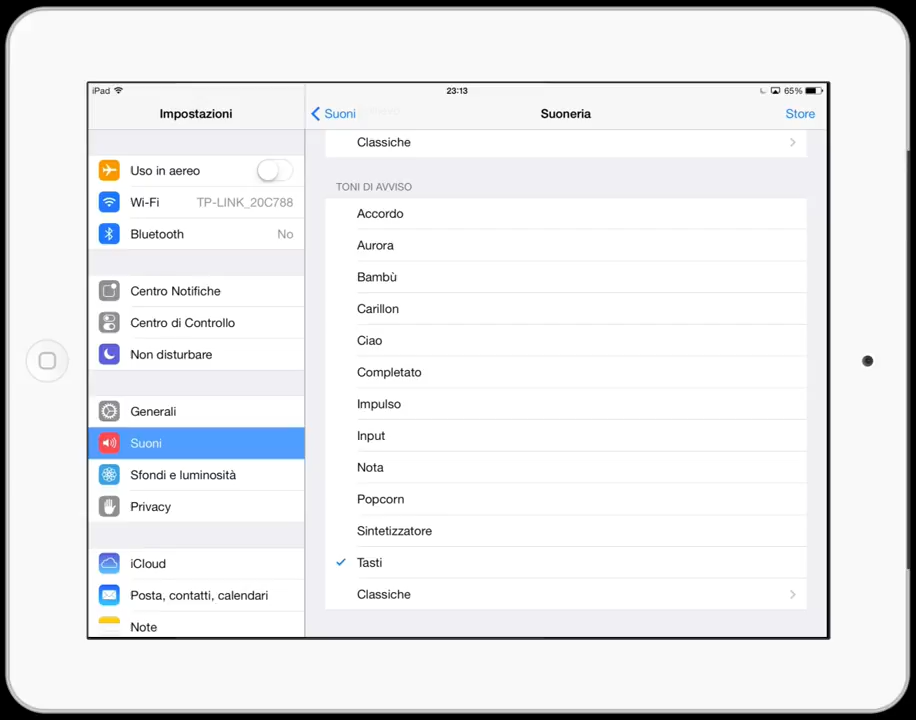 iPad 23:13 65%
Impostazioni
Suoni Suoneria Store
Uso in aereo
Wi-Fi TP-LINK_20C788
Bluetooth No
Centro Notifiche
Centro di Controllo
Non disturbare
Generali
Suoni
Sfondi e luminosità
Privacy
iCloud
Posta, contatti, calendari
Note
Classiche
TONI DI AVVISO
Accordo
Aurora
Bambù
Carillon
Ciao
Completato
Impulso
Input
Nota
Popcorn
Sintetizzatore
Tasti
Classiche